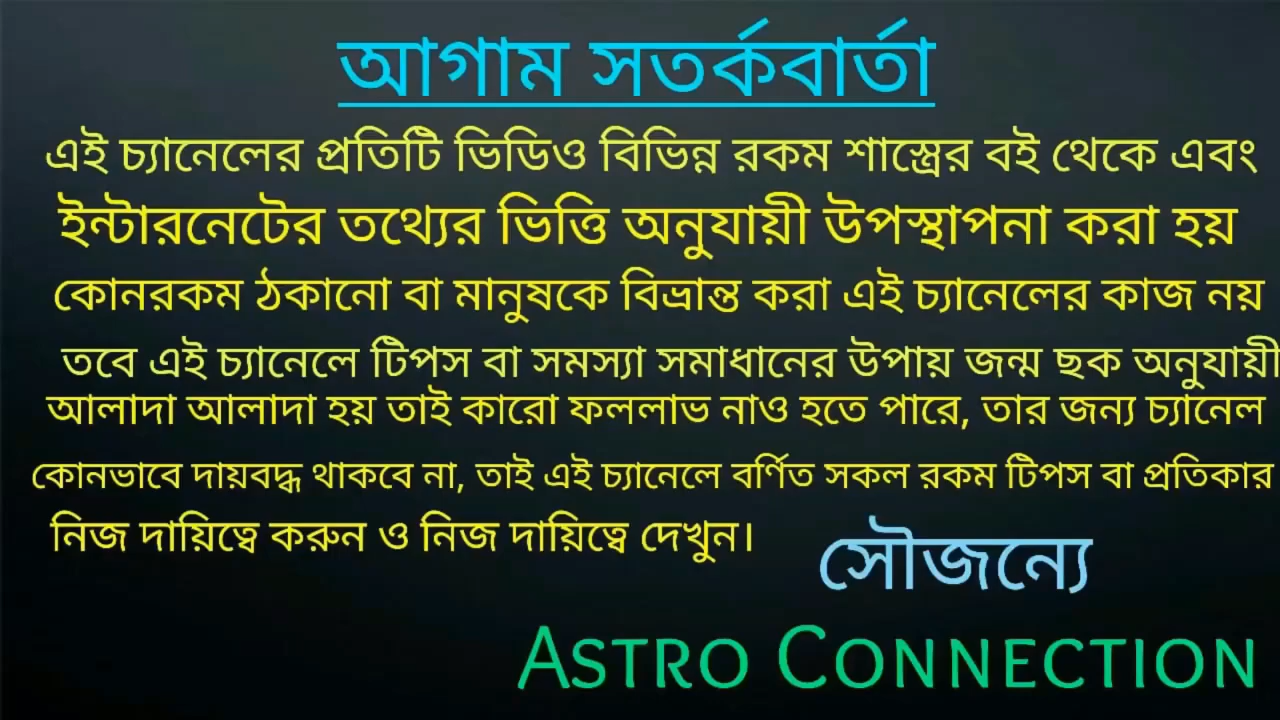 আগাম সতর্কবার্তা
এই চ্যানেলের প্রতিটি ভিডিও বিভিন্ন রকম শাস্ত্রের বই থেকে এবং
ইন্টারনেটের তথ্যের ভিত্তি অনুযায়ী উপস্থাপনা করা হয়
কোনরকম ঠকানো বা মানুষকে বিভ্রান্ত করা এই চ্যানেলের কাজ নয়
তবে এই চ্যানেলে টিপস বা সমস্যা সমাধানের উপায় জন্ম ছক অনুযায়ী
আলাদা আলাদা হয় তাই কারো ফললাভ নাও হতে পারে, তার জন্য চ্যানেল
কোনভাবে দায়বদ্ধ থাকবে না, তাই এই চ্যানেলে বর্ণিত সকল রকম টিপস বা প্রতিকার
নিজ দায়িত্বে করুন ও নিজ দায়িত্বে দেখুন।
সৌজন্যে
ASTRO CONNECTION